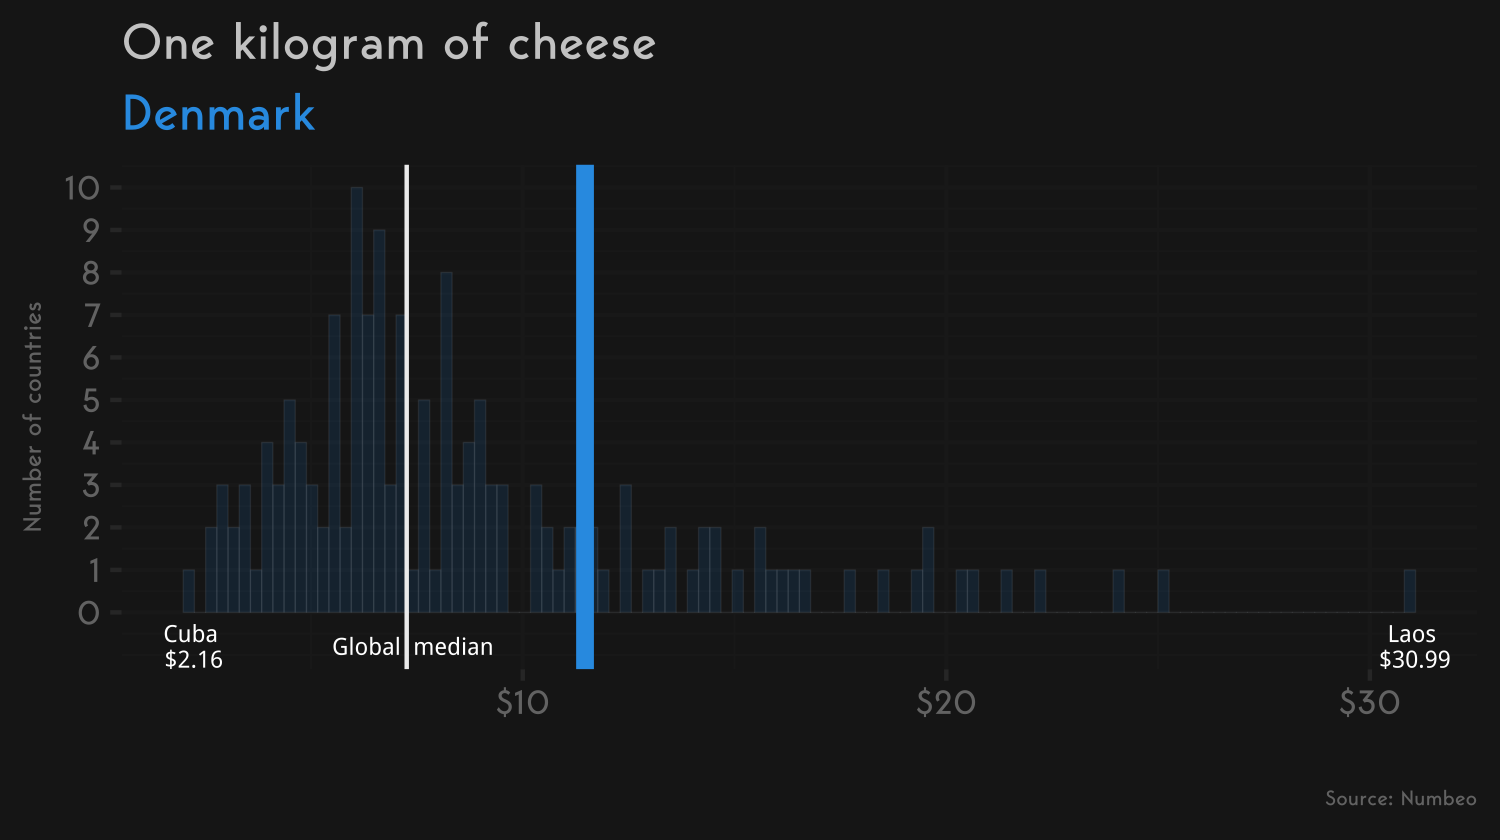 One kilogram of cheese
Denmark
Number of countries
10
9
8
7
6
5
4
3
2
1
0
Cuba
$2.16
Global median
Laos
$30.99
$10
$20
$30
Source: Numbeo